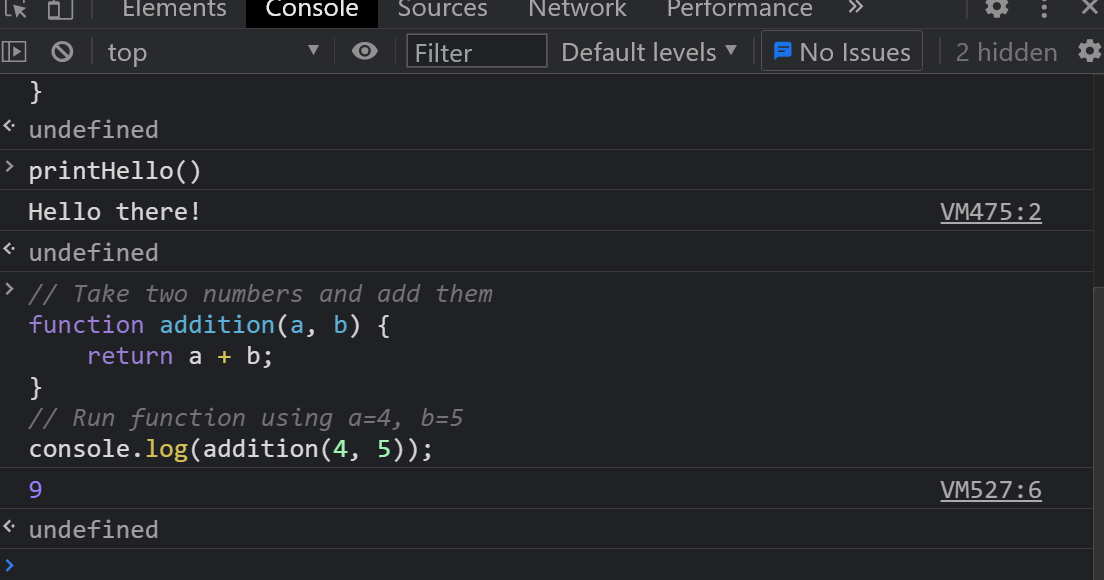 Elements Console Sources Network Performance »
top Filter Default levels No Issues 2 hidden
}
undefined
printHello()
Hello there! VM475:2
undefined
// Take two numbers and add them
function addition(a, b) {
    return a + b;
}
// Run function using a=4, b=5
console.log(addition(4, 5));
9 VM527:6
undefined